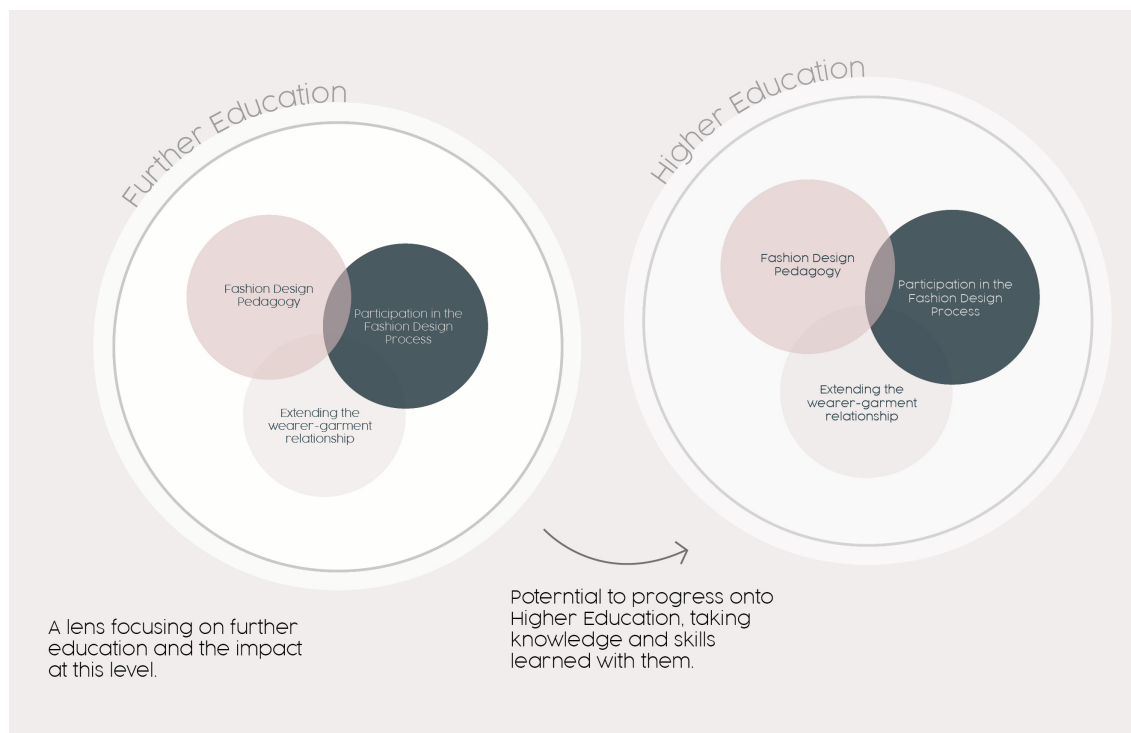 Further Education
Fashion Design
Pedagogy
Participation in the
Fashion Design
Process
Extending the
wearer-garment
relationship
Higher Education
Fashion Design
Pedagogy
Participation in the
Fashion Design
Process
Extending the
wearer-garment
relationship
A lens focusing on further
education and the impact
at this level.
Poterntial to progress onto
Higher Education, taking
knowledge and skills
learned with them.